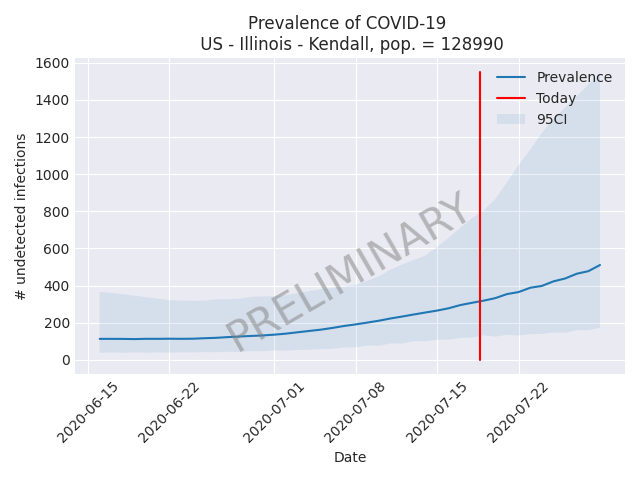 Prevalence of COVID-19
US - Illinois - Kendall, pop. = 128990
1600
1400
1200
1000
800
600
400
200
0
# undetected infections
Prevalence
Today
95CI
PRELIMINARY
2020-06-15
2020-06-22
2020-07-01
2020-07-08
2020-07-15
2020-07-22
Date